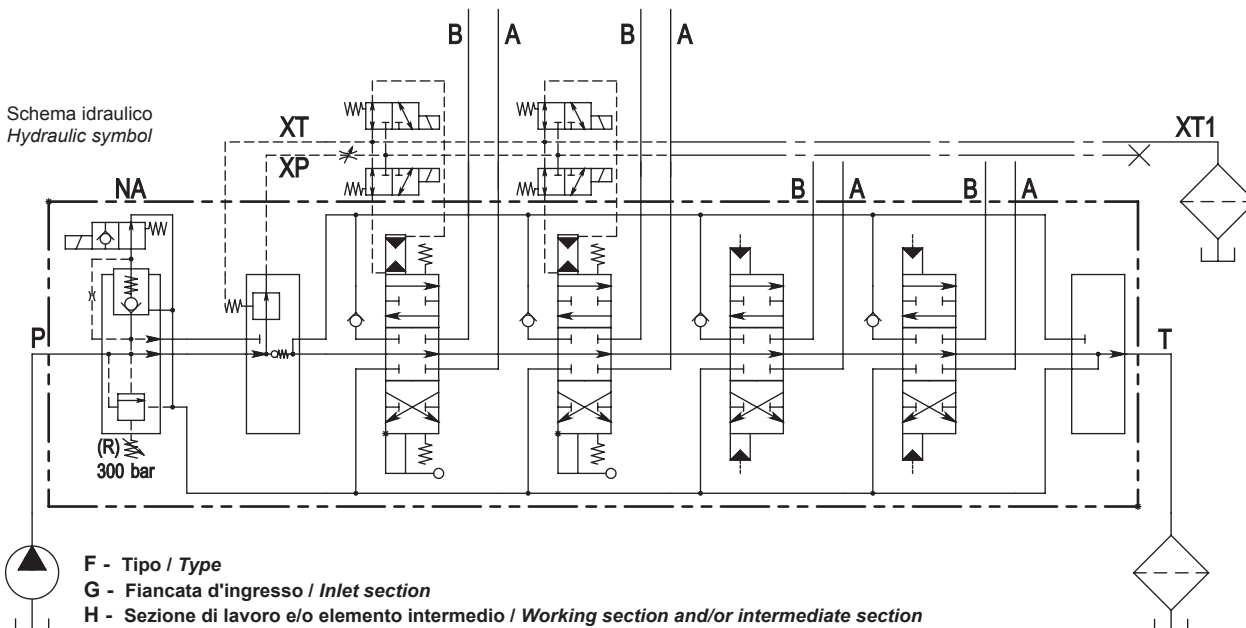 B A B A
Schema idraulico
Hydraulic symbol
XT XT1
XP
NA B A B A
P T
(R)
300 bar
F - Tipo / Type
G - Fiancata d'ingresso / Inlet section
H - Sezione di lavoro e/o elemento intermedio / Working section and/or intermediate section